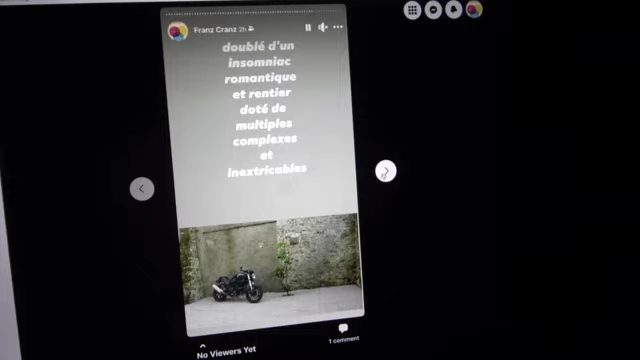 Franz Cranz 2h
doublé d'un
insomniac
romantique
et rentier
doté de
multiples
complexes
et
inextricables
No Viewers Yet
1 comment